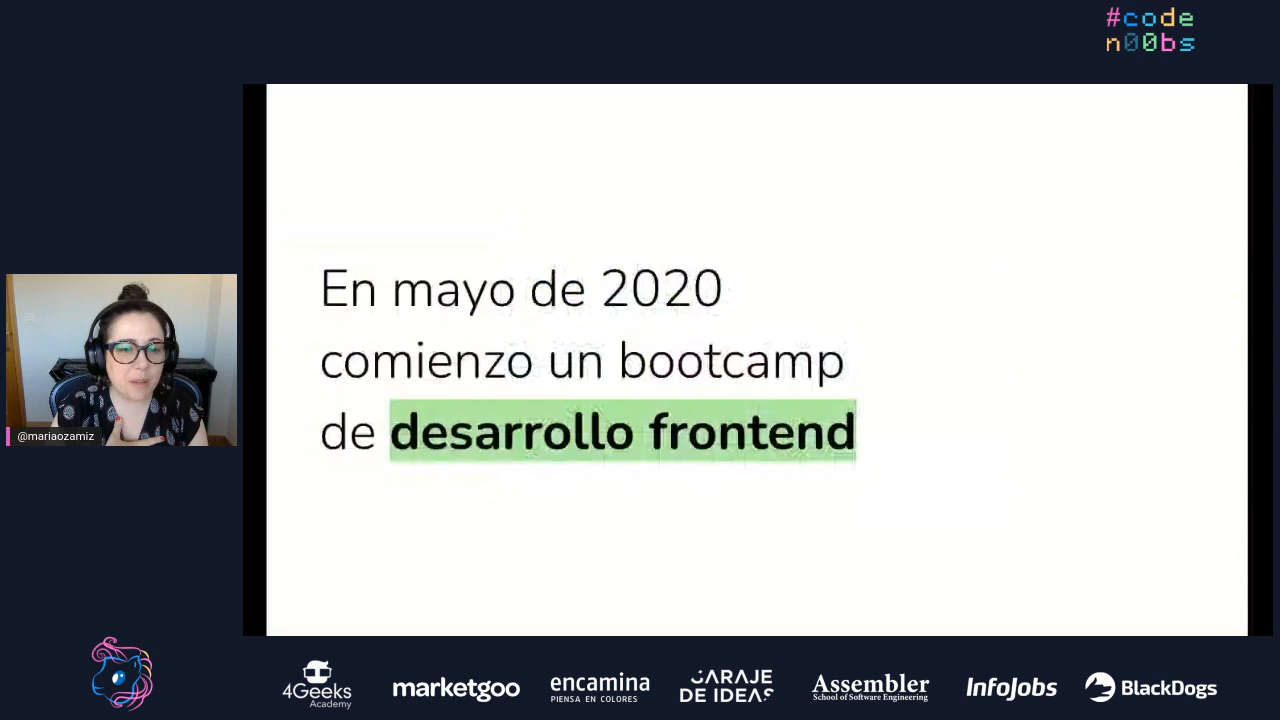 #code
n00bs
En mayo de 2020
comienzo un bootcamp
de desarrollo frontend
@mariaozamiz
4Geeks
Academy
marketgoo
encamina
PIENSA EN COLORES
GARAJE
DE IDEAS
Assembler
School of Software Engineering
InfoJobs
BlackDogs